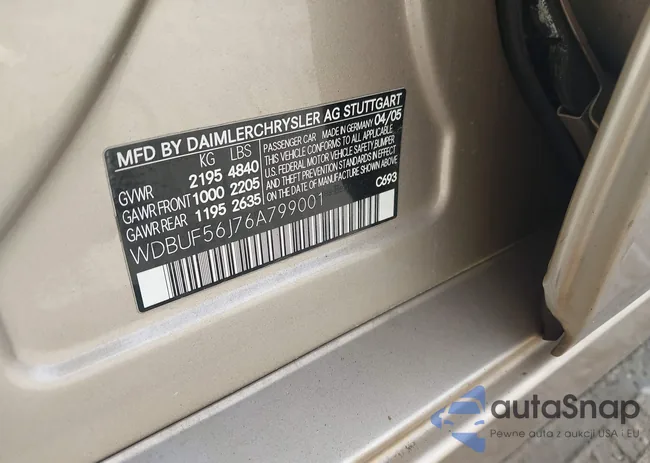 MFD BY DAIMLERCHRYSLER AG STUTTGART
KG LBS
GVWR 2195 4840
GAWR FRONT 1000 2205
GAWR REAR 1195 2635
PASSENGER CAR MADE IN GERMANY 04/05
THIS VEHICLE CONFORMS TO ALL APPLICABLE
U.S. FEDERAL MOTOR VEHICLE SAFETY, BUMPER,
AND THEFT PREVENTION STANDARDS IN EFFECT
ON THE DATE OF MANUFACTURE SHOWN ABOVE.
C693
WDBUF56J76A799001
autoSnap
Pewne auta z aukcji USA i EU